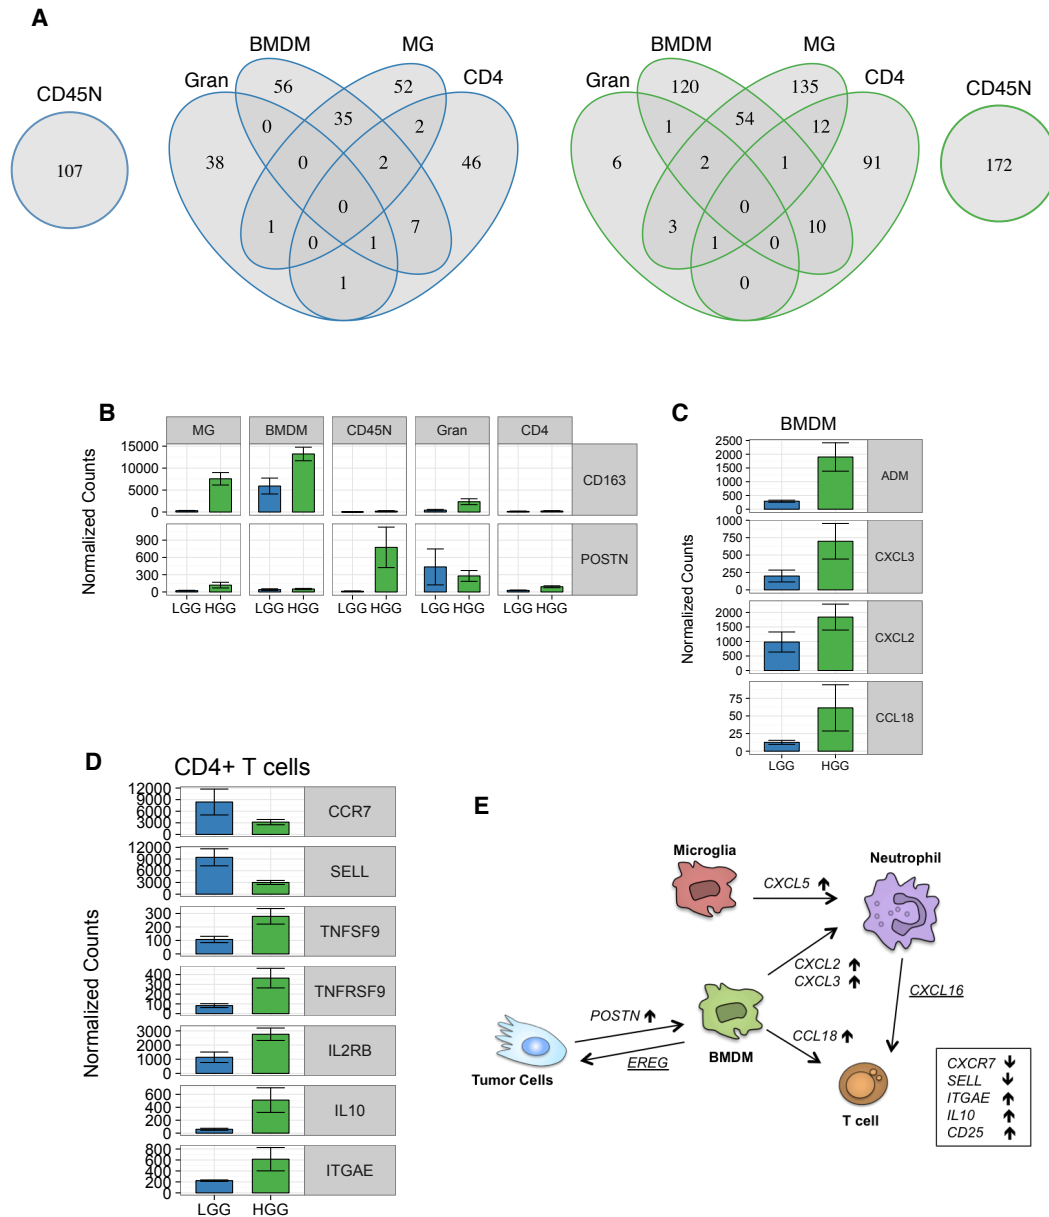 A
CD45N
107
Gran
BMDM
MG
CD4
56
52
0
35
2
38
0
2
46
0
1
0
1
7
1
Gran
BMDM
MG
CD4
120
135
1
54
12
6
2
1
91
0
3
1
0
10
0
CD45N
172
B
MG BMDM CD45N Gran CD4
Normalized Counts
15000
10000
5000
0
CD163
Normalized Counts
900
600
300
0
POSTN
LGG HGG LGG HGG LGG HGG LGG HGG LGG HGG
C
BMDM
Normalized Counts
2500
2000
1500
1000
500
0
ADM
1000
750
500
250
0
CXCL3
2000
1500
1000
500
0
CXCL2
75
50
25
0
CCL18
LGG HGG
D
CD4+ T cells
Normalized Counts
12000
9000
6000
3000
0
CCR7
12000
9000
6000
3000
0
SELL
300
200
100
0
TNFSF9
400
300
200
100
0
TNFRSF9
3000
2000
1000
0
IL2RB
600
400
200
0
IL10
800
600
400
200
0
ITGAE
LGG HGG
E
Microglia
Neutrophil
CXCL5
CXCL2
CXCL3
CXCL16
POSTN
EREG
BMDM
CCL18
Tumor Cells
T cell
CXCR7
SELL
ITGAE
IL10
CD25